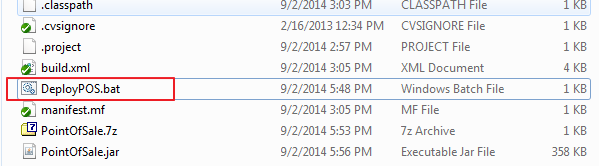 .classpath 9/2/2014 3:03 PM CLASSPATH File 1 KB
.cvsignore 2/16/2013 12:34 PM CVSIGNORE File 1 KB
.project 9/2/2014 2:57 PM PROJECT File 1 KB
build.xml 9/2/2014 3:05 PM XML Document 4 KB
DeployPOS.bat 9/2/2014 5:48 PM Windows Batch File 1 KB
manifest.mf 9/2/2014 3:05 PM MF File 1 KB
PointOfSale.7z 9/2/2014 5:53 PM 7z Archive 1 KB
PointOfSale.jar 9/2/2014 5:56 PM Executable Jar File 358 KB